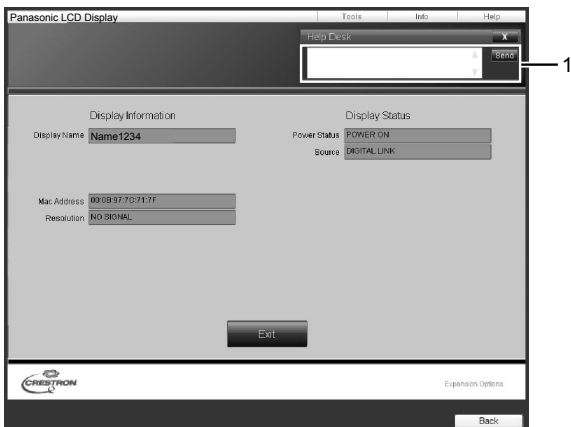 Panasonic LCD Display
Tools Info Help
Help Desk X
Send
1
Display Information Display Status
Display Name Name1234 Power Status POWER ON
Source DIGITAL LINK
Mac Address 00:0B:97:7C:71:7F
Resolution NO SIGNAL
Exit
CRESTRON Expansion Options
Back